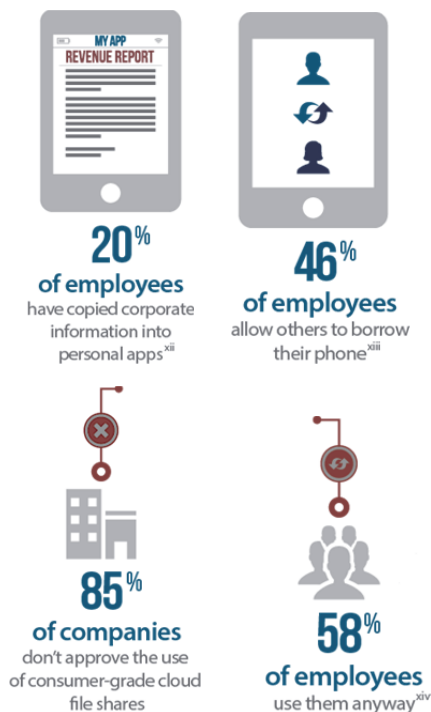 MY APP
REVENUE REPORT
20%
of employees
have copied corporate
information into
personal apps xii
46%
of employees
allow others to borrow
their phone xiii
85%
of companies
don't approve the use
of consumer-grade cloud
file shares
58%
of employees
use them anyway xiv